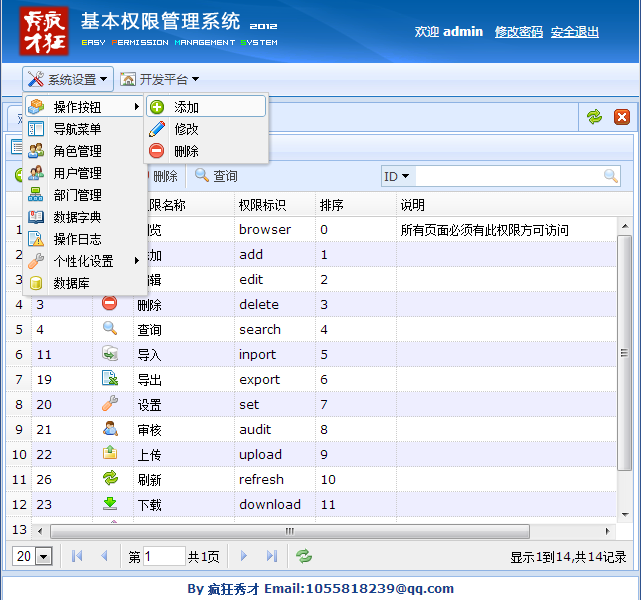 疯狂秀才
基本权限管理系统 2012
EASY PERMISSION MANAGEMENT SYSTEM
欢迎 admin 修改密码 安全退出
系统设置 开发平台
操作按钮
导航菜单
角色管理
用户管理
部门管理
数据字典
操作日志
个性化设置
数据库
添加
修改
删除
删除 查询 ID
限名称 权限标识 排序 说明
1 览 browser 0 所有页面必须有此权限方可访问
2 加 add 1
3 辑 edit 2
4 3 删除 delete 3
5 4 查询 search 4
6 11 导入 inport 5
7 19 导出 export 6
8 20 设置 set 7
9 21 审核 audit 8
10 22 上传 upload 9
11 26 刷新 refresh 10
12 23 下载 download 11
13
20 第 1 共1页 显示1到14,共14记录
By 疯狂秀才 Email:1055818239@qq.com